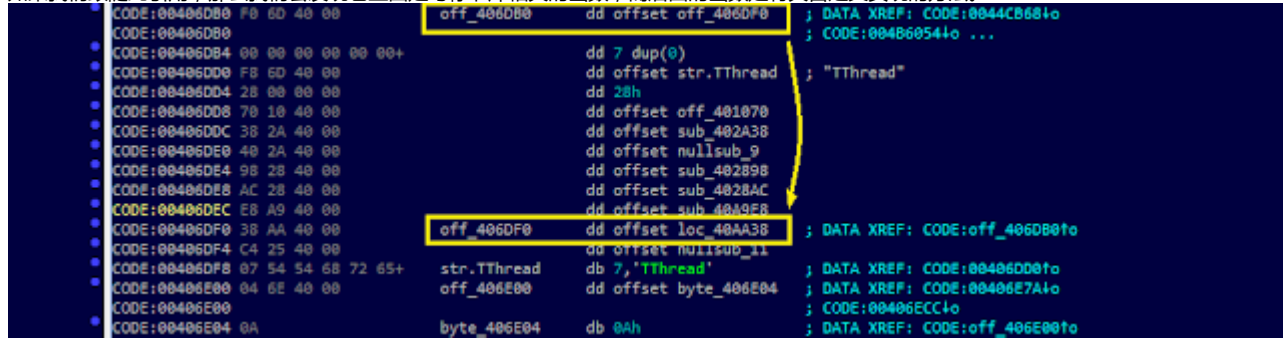 CODE:00406DB0 F0 6D 40 00 off_406DB0 dd offset off_406DF0 ; DATA XREF: CODE:0044CB68↓o
CODE:00406DB0 ; CODE:004B6054↓o ...
CODE:00406DB4 00 00 00 00 00 00+ dd 7 dup(0)
CODE:00406DD0 F8 6D 40 00 dd offset str.TThread ; "TThread"
CODE:00406DD4 28 00 00 00 dd 28h
CODE:00406DD8 70 10 40 00 dd offset off_401070
CODE:00406DDC 38 2A 40 00 dd offset sub_402A38
CODE:00406DE0 40 2A 40 00 dd offset nullsub_9
CODE:00406DE4 98 28 40 00 dd offset sub_402898
CODE:00406DE8 AC 28 40 00 dd offset sub_4028AC
CODE:00406DEC E8 A9 40 00 dd offset sub_40A9E8
CODE:00406DF0 38 AA 40 00 off_406DF0 dd offset loc_40AA38 ; DATA XREF: CODE:off_406DB0↑o
CODE:00406DF4 C4 25 40 00 dd offset nullsub_11
CODE:00406DF8 07 54 54 68 72 65+ str.TThread db 7,'TThread' ; DATA XREF: CODE:00406DD0↑o
CODE:00406E00 04 6E 40 00 off_406E00 dd offset byte_406E04 ; DATA XREF: CODE:00406E7A↓o
CODE:00406E00 ; CODE:00406ECC↓o
CODE:00406E04 0A byte_406E04 db 0Ah ; DATA XREF: CODE:off_406E00↑o